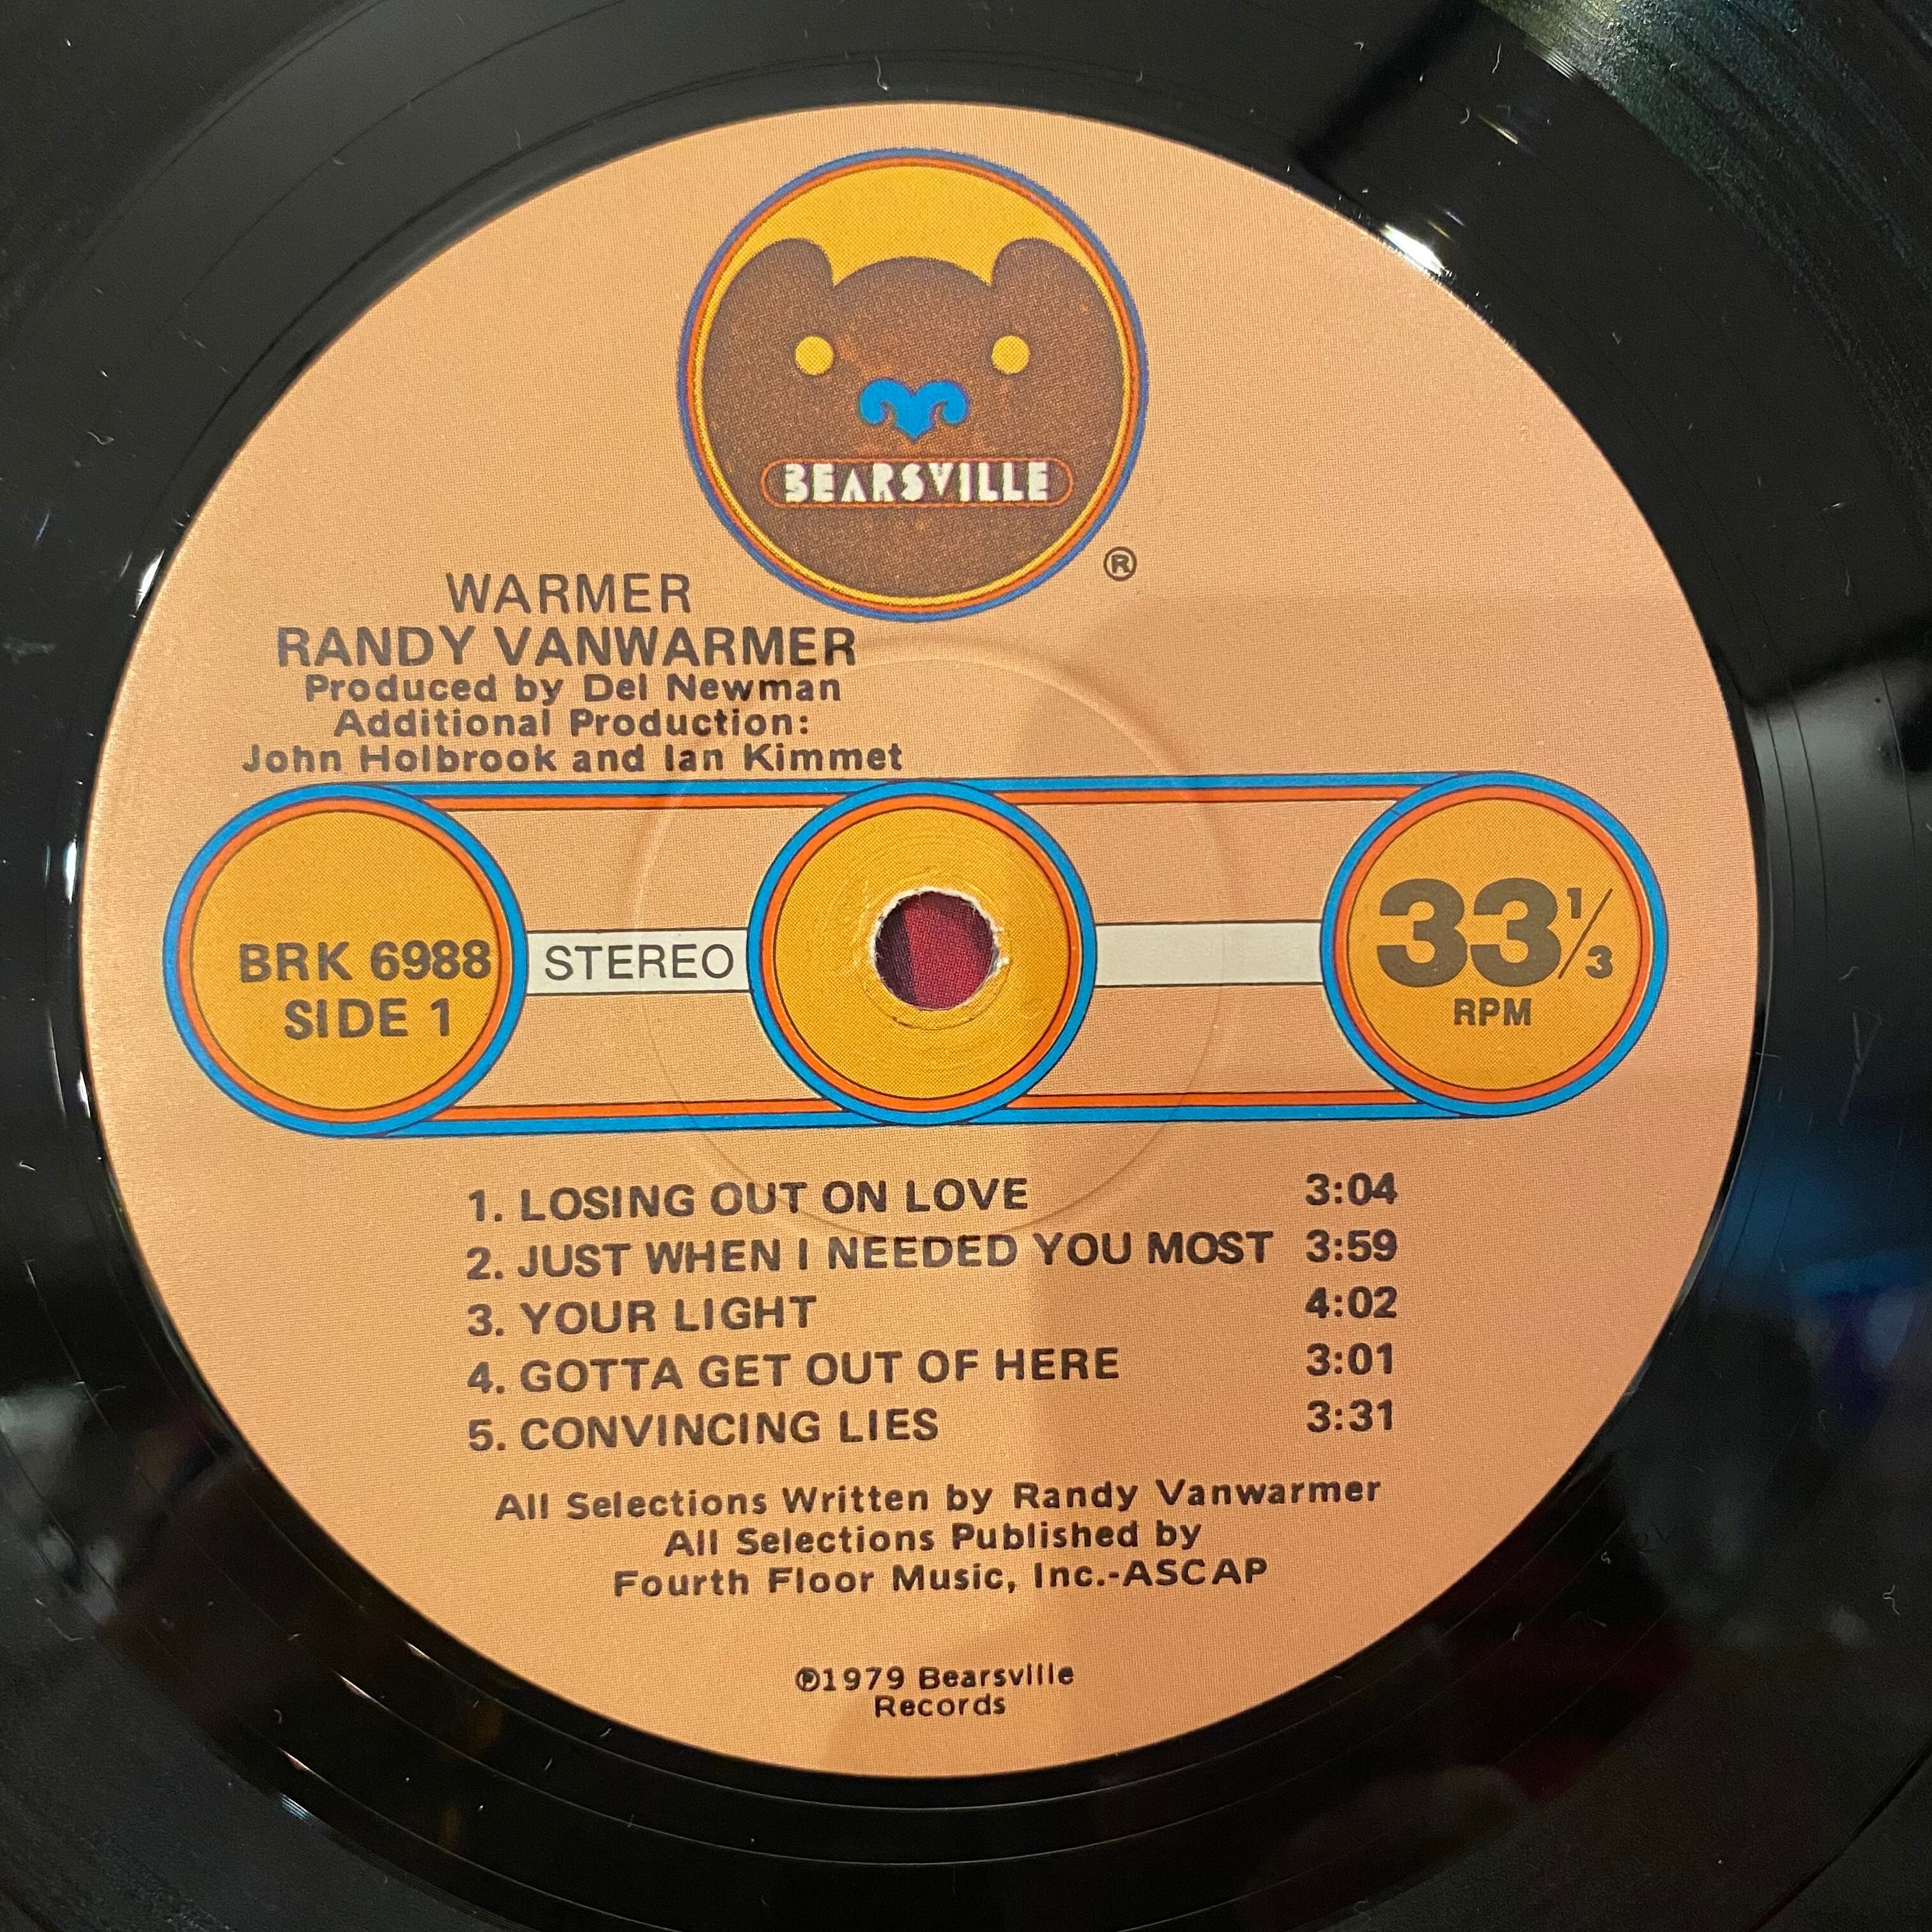 BEARSVILLE
®
WARMER
RANDY VANWARMER
Produced by Del Newman
Additional Production:
John Holbrook and Ian Kimmet
BRK 6988
SIDE 1
STEREO
33 1/3
RPM
1. LOSING OUT ON LOVE 3:04
2. JUST WHEN I NEEDED YOU MOST 3:59
3. YOUR LIGHT 4:02
4. GOTTA GET OUT OF HERE 3:01
5. CONVINCING LIES 3:31
All Selections Written by Randy Vanwarmer
All Selections Published by
Fourth Floor Music, Inc.-ASCAP
℗1979 Bearsville
Records